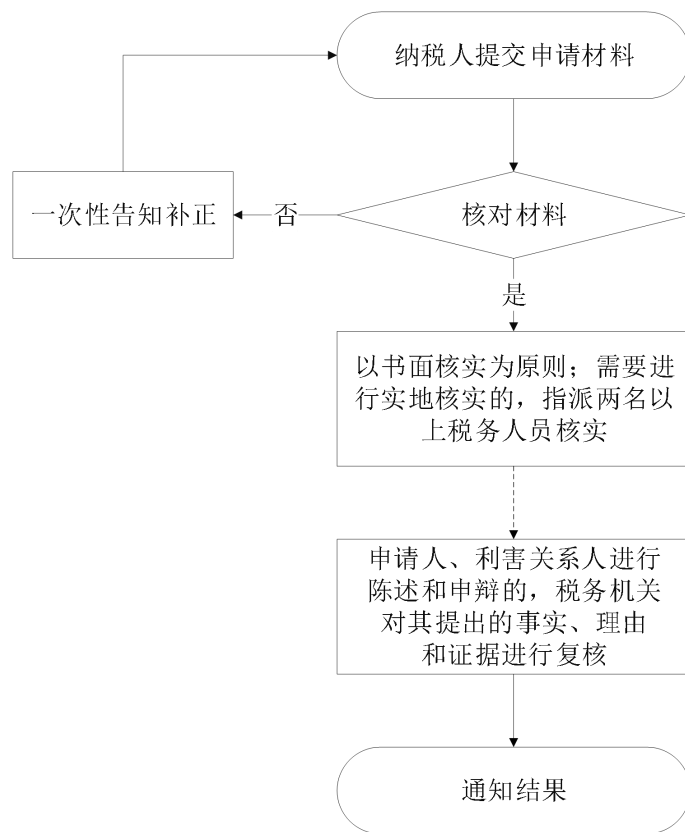 纳税人提交申请材料
一次性告知补正
否
核对材料
是
以书面核实为原则；需要进
行实地核实的，指派两名以
上税务人员核实
申请人、利害关系人进行
陈述和申辩的，税务机关
对其提出的事实、理由
和证据进行复核
通知结果